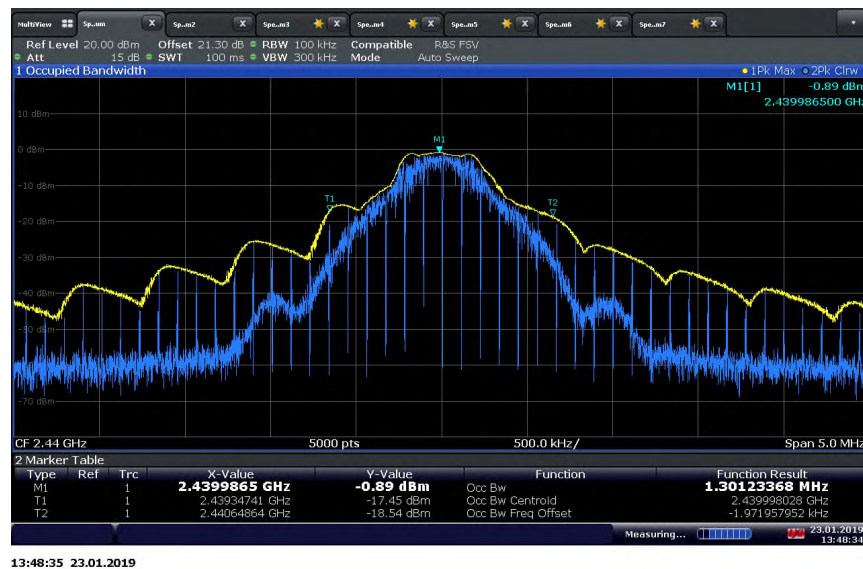 MultiView Sp..um X Sp..m2 X Spe..m3 X Spe..m4 X Spe..m5 X Spe..m6 X Spe..m7 X
Ref Level 20.00 dBm Offset 21.30 dB RBW 100 kHz Compatible R&S FSV
Att 15 dB SWT 100 ms VBW 300 kHz Mode Auto Sweep
1 Occupied Bandwidth 1Pk Max 2Pk Clrw
M1[1] -0.89 dBm
2.439986500 GHz
10 dBm
M1
0 dBm
-10 dBm
T1 T2
-20 dBm
-30 dBm
-40 dBm
-50 dBm
-60 dBm
-70 dBm
CF 2.44 GHz 5000 pts 500.0 kHz/ Span 5.0 MHz
2 Marker Table
Type Ref Trc X-Value Y-Value Function Function Result
M1 1 2.4399865 GHz -0.89 dBm Occ Bw 1.30123368 MHz
T1 1 2.43934741 GHz -17.45 dBm Occ Bw Centroid 2.439998028 GHz
T2 1 2.44064864 GHz -18.54 dBm Occ Bw Freq Offset -1.971957952 kHz
Measuring... 23.01.2019
13:48:34
13:48:35 23.01.2019